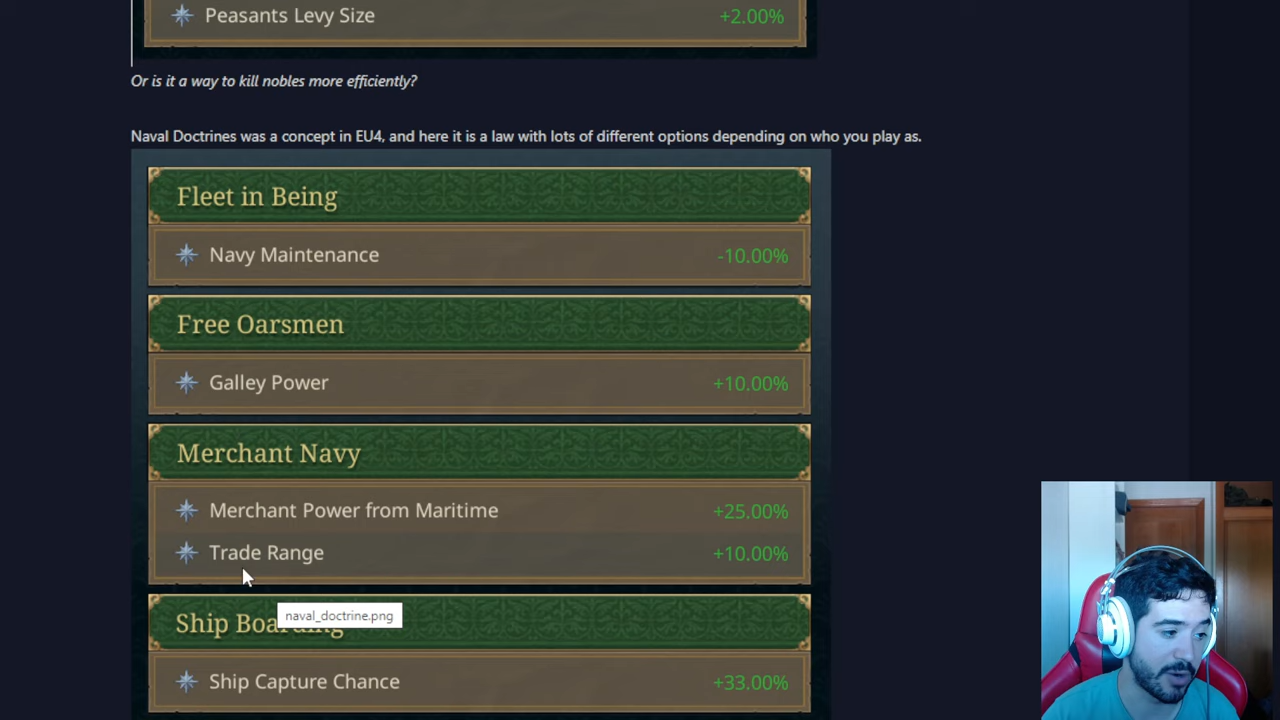 Peasants Levy Size +2.00%
Or is it a way to kill nobles more efficiently?
Naval Doctrines was a concept in EU4, and here it is a law with lots of different options depending on who you play as.
Fleet in Being
Navy Maintenance -10.00%
Free Oarsmen
Galley Power +10.00%
Merchant Navy
Merchant Power from Maritime +25.00%
Trade Range +10.00%
naval_doctrine.png
Ship Boarding
Ship Capture Chance +33.00%